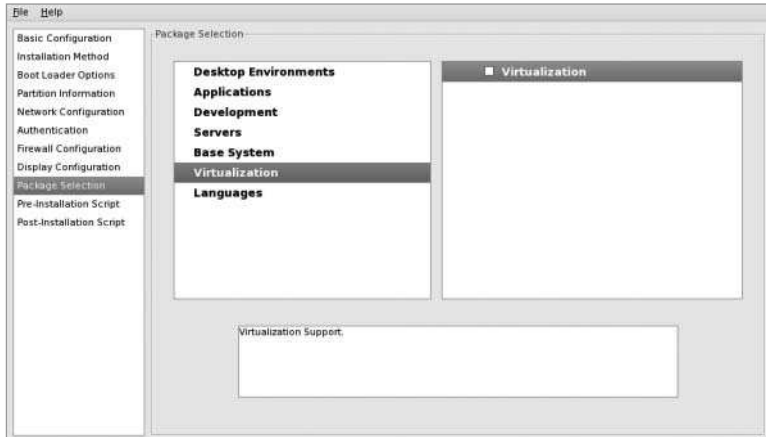 File Help
Basic Configuration
Installation Method
Boot Loader Options
Partition Information
Network Configuration
Authentication
Firewall Configuration
Display Configuration
Package Selection
Pre-Installation Script
Post-Installation Script
Package Selection
Desktop Environments
Applications
Development
Servers
Base System
Virtualization
Languages
Virtualization
Virtualization Support.